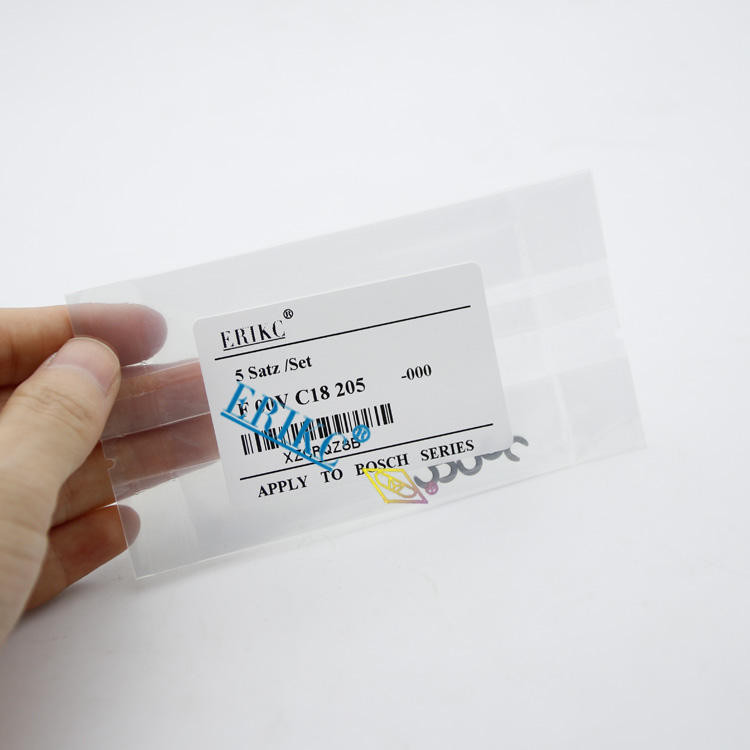 ERIKC®
5 Satz /Set
F 00V C18 205 -000
ERIKC®
APPLY TO BOSCH SERIES